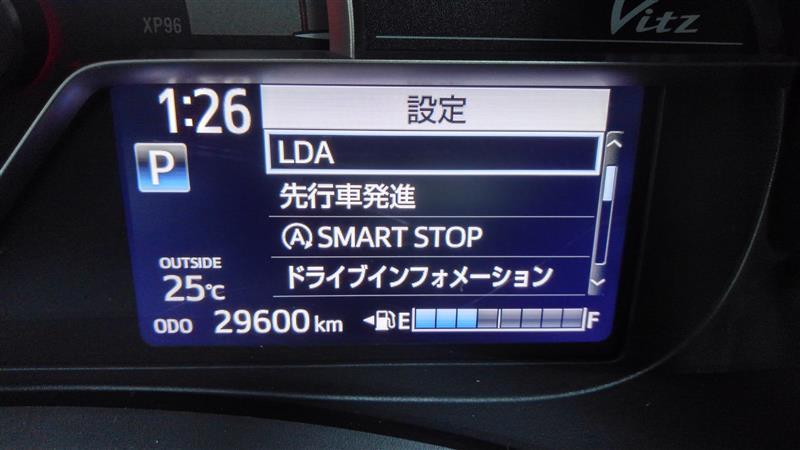 XP96
Vitz
1:26
設定
P
LDA
先行車発進
A SMART STOP
ドライブインフォメーション
OUTSIDE
25℃
ODO 29600 km
E F